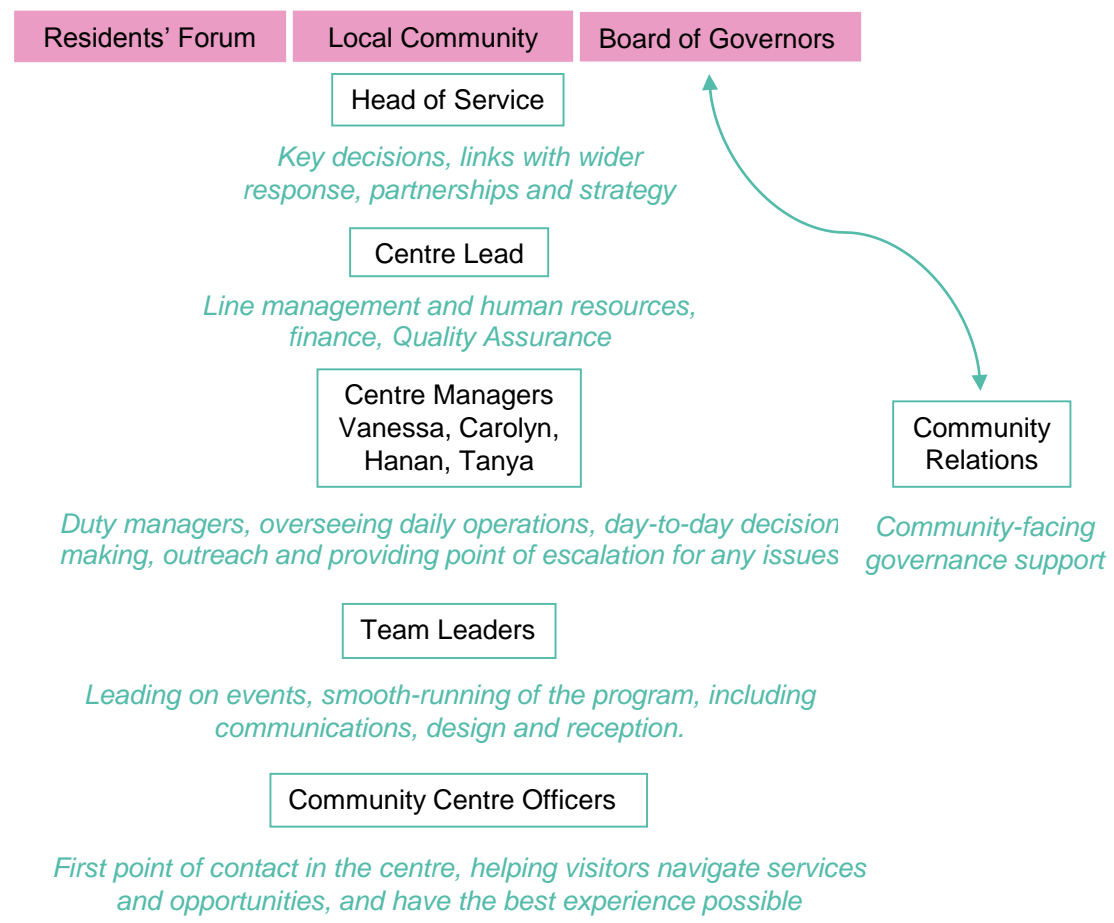 Residents’ Forum
Local Community
Board of Governors
Head of Service
Key decisions, links with wider
response, partnerships and strategy
Centre Lead
Line management and human resources,
finance, Quality Assurance
Centre Managers
Vanessa, Carolyn,
Hanan, Tanya
Duty managers, overseeing daily operations, day-to-day decision
making, outreach and providing point of escalation for any issues
Community
Relations
Community-facing
governance support
Team Leaders
Leading on events, smooth-running of the program, including
communications, design and reception.
Community Centre Officers
First point of contact in the centre, helping visitors navigate services
and opportunities, and have the best experience possible